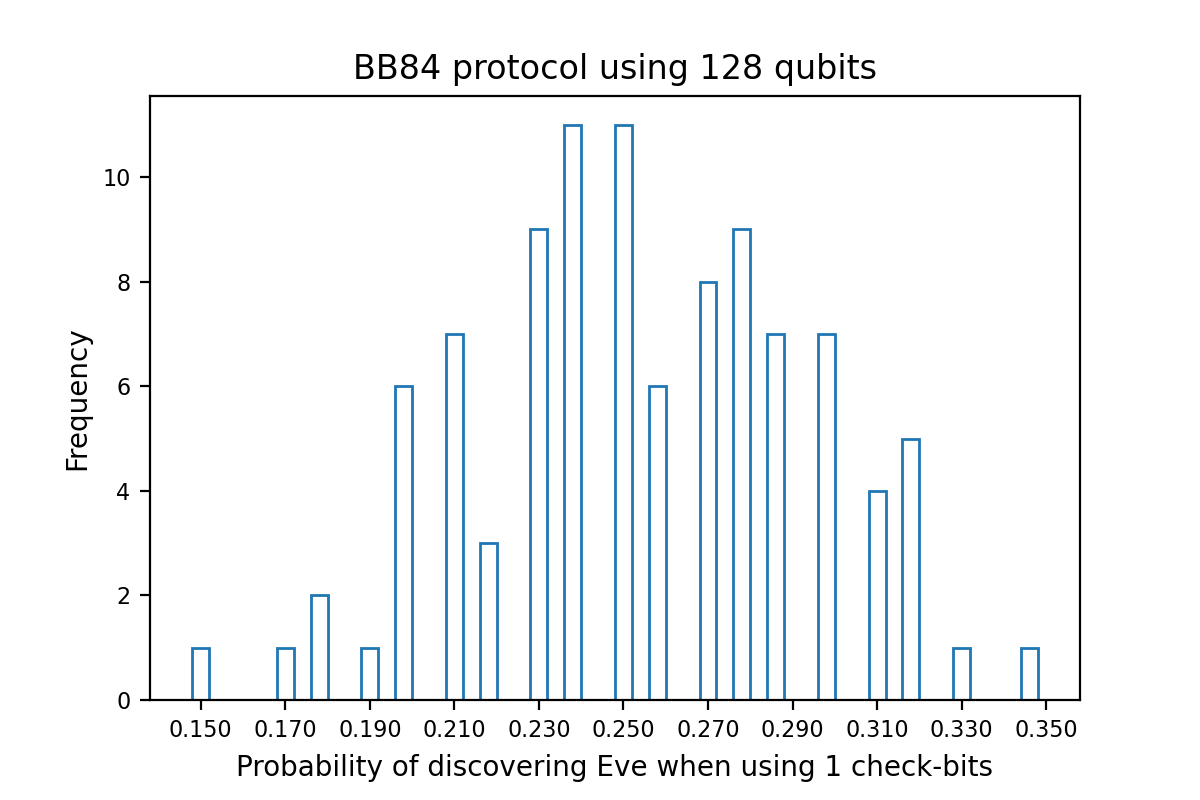 BB84 protocol using 128 qubits
10
8
6
4
2
0
Frequency
0.150 0.170 0.190 0.210 0.230 0.250 0.270 0.290 0.310 0.330 0.350
Probability of discovering Eve when using 1 check-bits